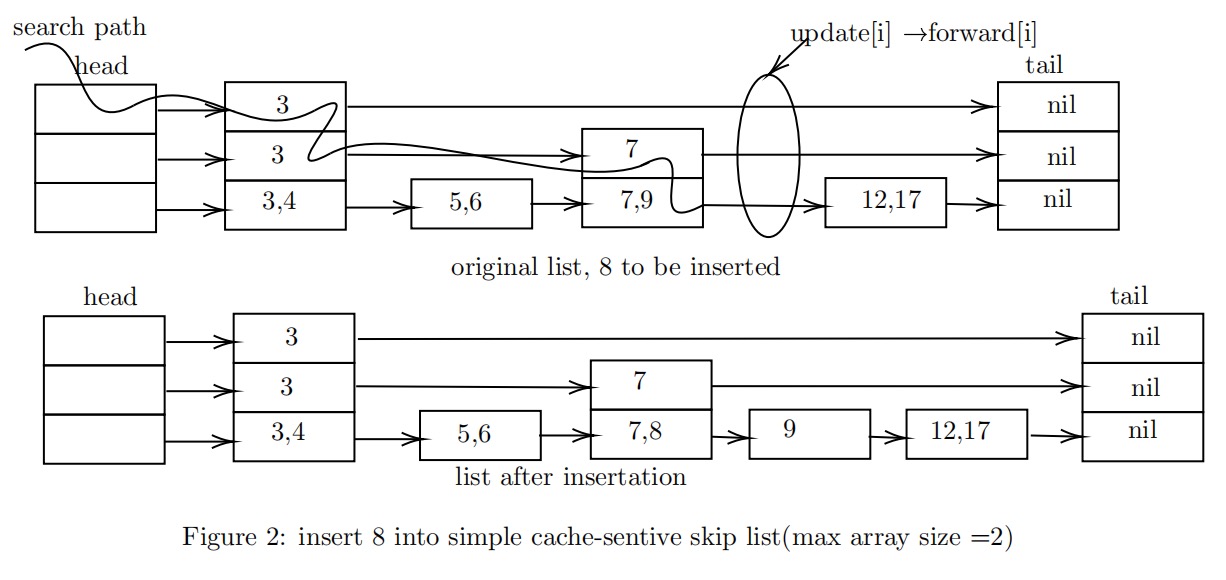 search path
update[i] →forward[i]
head
tail
3
nil
3
7
nil
3,4
5,6
7,9
12,17
nil
original list, 8 to be inserted
head
tail
3
nil
3
7
nil
3,4
5,6
7,8
9
12,17
nil
list after insertation
Figure 2: insert 8 into simple cache-sentive skip list(max array size =2)